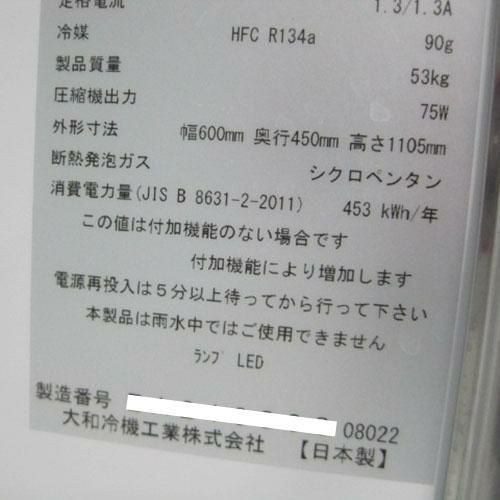 定格電流 1.3/1.3A
冷媒 HFC R134a 90g
製品質量 53kg
圧縮機出力 75W
外形寸法 幅600mm 奥行450mm 高さ1105mm
断熱発泡ガス シクロペンタン
消費電力量(JIS B 8631-2-2011) 453 kWh/年
この値は付加機能のない場合です
付加機能により増加します
電源再投入は5分以上待ってから行って下さい
本製品は雨水中ではご使用できません
ﾗﾝﾌﾟ LED
製造番号 08022
大和冷機工業株式会社 【日本製】